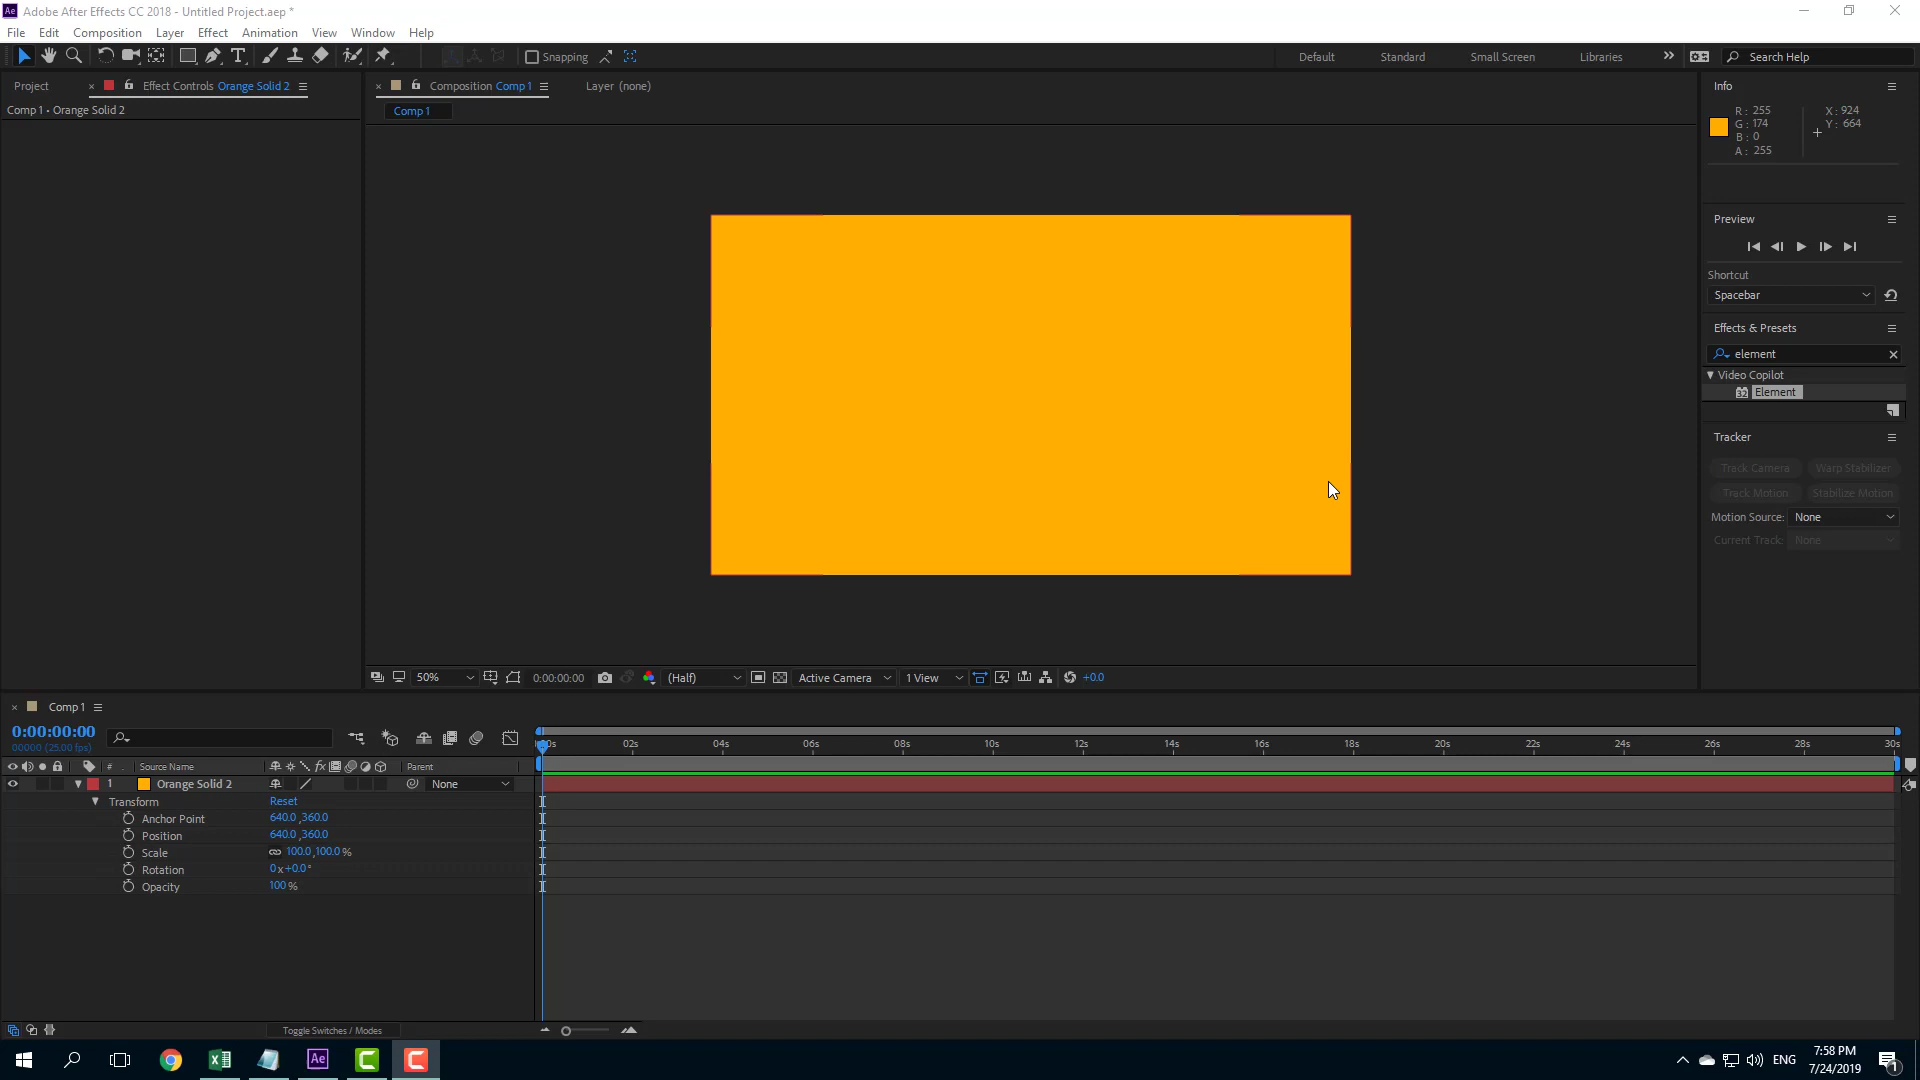 Ae Adobe After Effects CC 2018 - Untitled Project.aep *
File Edit Composition Layer Effect Animation View Window Help
Snapping Default Standard Small Screen Libraries Search Help
Project Effect Controls Orange Solid 2 Composition Comp 1 Layer (none) Info
Comp 1 • Orange Solid 2 Comp 1
R: 255 X: 924
G: 174 Y: 664
B: 0
A: 255
Preview
Shortcut
Spacebar
Effects & Presets
element
Video Copilot
32 Element
Tracker
Track Camera Warp Stabilizer
Track Motion Stabilize Motion
Motion Source: None
Current Track: None
50% 0:00:00:00 (Half) Active Camera 1 View +0.0
Comp 1
0:00:00:00
00000 (25.00 fps)
00s 02s 04s 06s 08s 10s 12s 14s 16s 18s 20s 22s 24s 26s 28s 30s
# Source Name fx Parent
1 Orange Solid 2 None
Transform Reset
Anchor Point 640.0,360.0
Position 640.0,360.0
Scale 100.0,100.0%
Rotation 0x+0.0°
Opacity 100%
Toggle Switches / Modes
Ae ENG 7:58 PM
7/24/2019 1